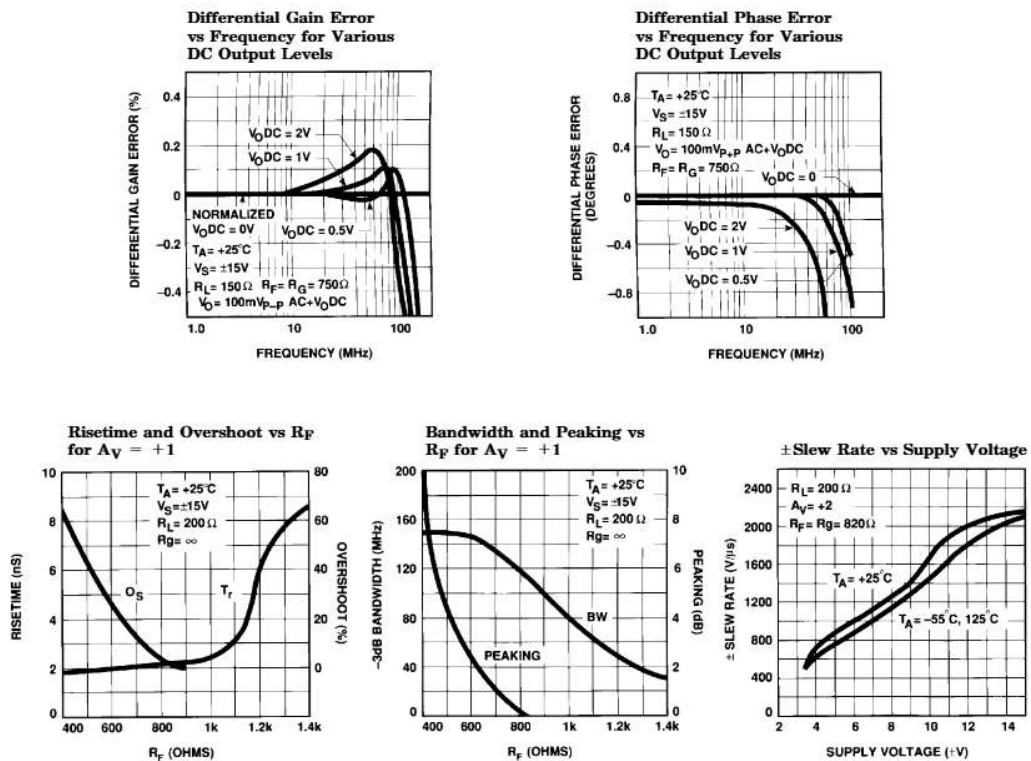 Differential Gain Error
vs Frequency for Various
DC Output Levels
DIFFERENTIAL GAIN ERROR (%)
0.4
0.2
0
-0.2
-0.4
VODC = 2V
VODC = 1V
NORMALIZED
VODC = 0V
VODC = 0.5V
TA = +25°C
VS = ±15V
RL = 150 Ω RF = RG = 750Ω
VO = 100mVP-P AC+VODC
1.0 10 100
FREQUENCY (MHz)
Differential Phase Error
vs Frequency for Various
DC Output Levels
DIFFERENTIAL PHASE ERROR
(DEGREES)
0.8
0.4
0
-0.4
-0.8
TA = +25°C
VS = ±15V
RL = 150 Ω
VO = 100mVP+P AC+VODC
RF = RG = 750Ω
VODC = 0
VODC = 2V
VODC = 1V
VODC = 0.5V
1.0 10 100
FREQUENCY (MHz)
Risetime and Overshoot vs RF
for AV = +1
RISETIME (nS)
10
8
6
4
2
0
TA = +25°C
VS = ±15V
RL = 200 Ω
Rg = ∞
OS
Tr
80
60
40
20
0
OVERSHOOT (%)
400 600 800 1k 1.2k 1.4k
RF (OHMS)
Bandwidth and Peaking vs
RF for AV = +1
-3dB BANDWIDTH (MHz)
200
160
120
80
40
0
TA = +25°C
VS = ±15V
RL = 200 Ω
Rg = ∞
BW
PEAKING
10
8
6
4
2
0
PEAKING (dB)
400 600 800 1k 1.2k 1.4k
RF (OHMS)
±Slew Rate vs Supply Voltage
± SLEW RATE (V/µs)
2400
2000
1600
1200
800
400
0
RL = 200 Ω
AV = +2
RF = Rg = 820Ω
TA = +25°C
TA = -55°C, 125°C
2 4 6 8 10 12 14
SUPPLY VOLTAGE (±V)